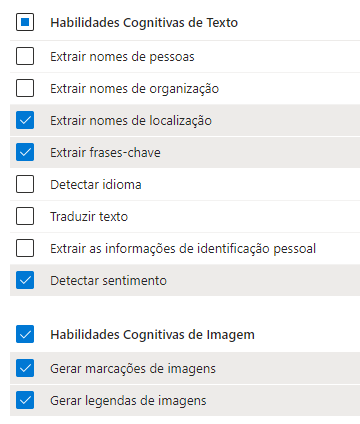 Habilidades Cognitivas de Texto
Extrair nomes de pessoas
Extrair nomes de organização
Extrair nomes de localização
Extrair frases-chave
Detectar idioma
Traduzir texto
Extrair as informações de identificação pessoal
Detectar sentimento
Habilidades Cognitivas de Imagem
Gerar marcações de imagens
Gerar legendas de imagens